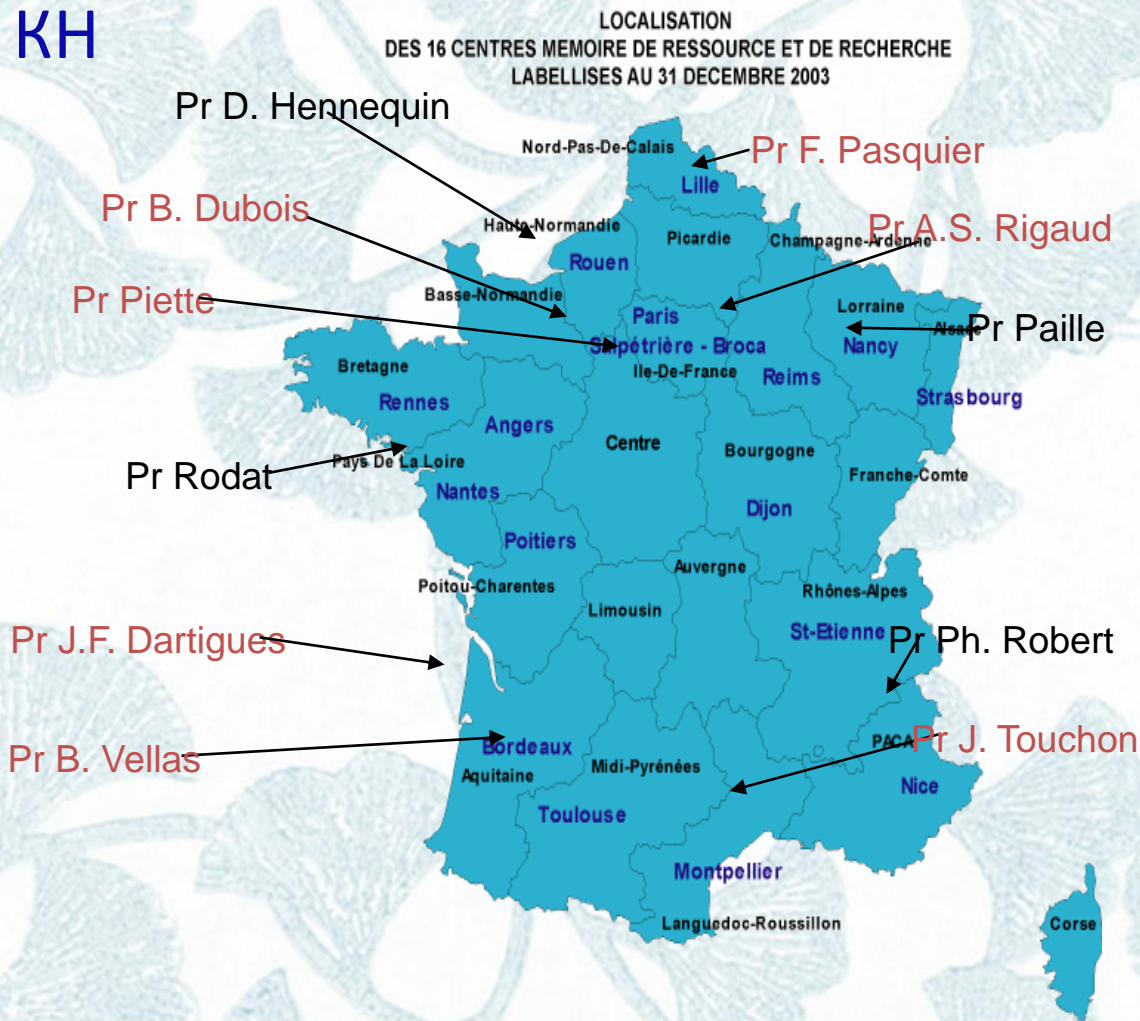 КН
LOCALISATION
DES 16 CENTRES MEMOIRE DE RESSOURCE ET DE RECHERCHE
LABELLISES AU 31 DECEMBRE 2003
Pr D. Hennequin
Nord-Pas-De-Calais
Pr F. Pasquier
Lille
Pr B. Dubois
Haute-Normandie
Picardie
Champagne-Ardenne
Pr A.S. Rigaud
Rouen
Pr Piette
Basse-Normandie
Paris
Lorraine
Alsace
Pr Paille
Salpétrière - Broca
Nancy
Bretagne
Ile-De-France
Reims
Rennes
Strasbourg
Angers
Centre
Bourgogne
Pr Rodat
Pays De La Loire
Franche-Comte
Nantes
Dijon
Poitiers
Auvergne
Poitou-Charentes
Limousin
Rhônes-Alpes
Pr J.F. Dartigues
St-Etienne
Pr Ph. Robert
Pr B. Vellas
Bordeaux
PACA
Pr J. Touchon
Aquitaine
Midi-Pyrénées
Nice
Toulouse
Montpellier
Languedoc-Roussillon
Corse